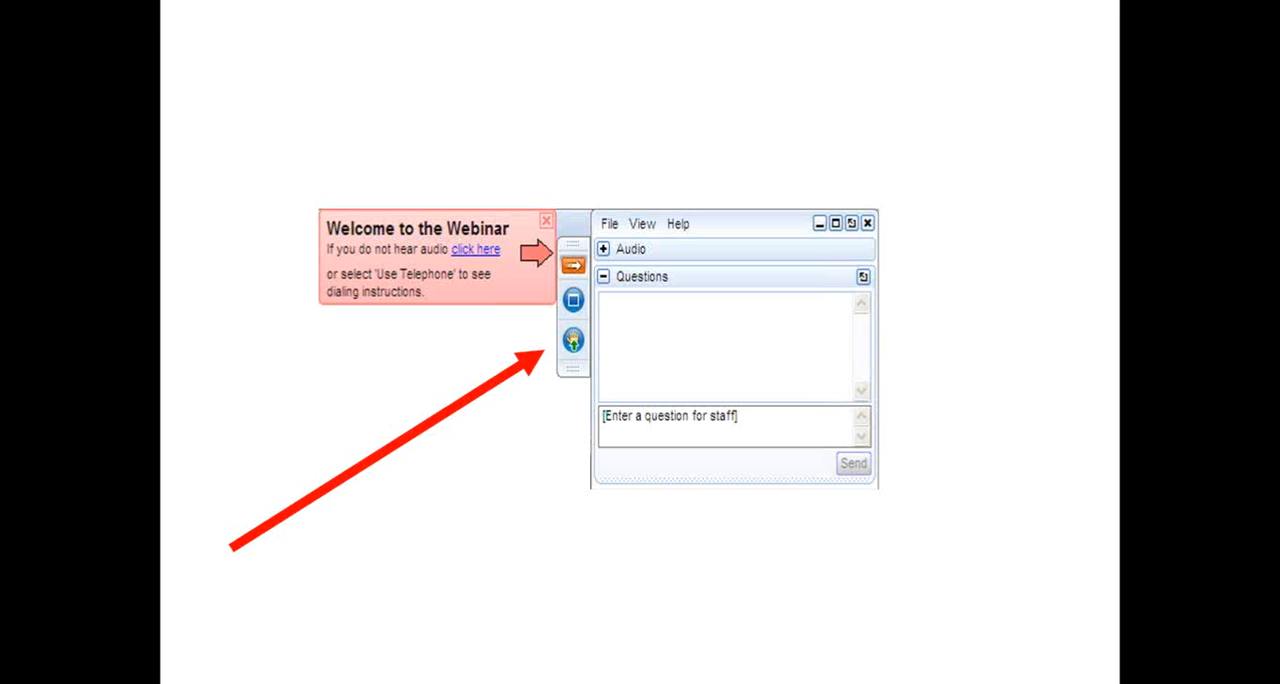 Welcome to the Webinar
If you do not hear audio click here
or select 'Use Telephone' to see
dialing instructions.
File View Help
Audio
Questions
[Enter a question for staff]
Send